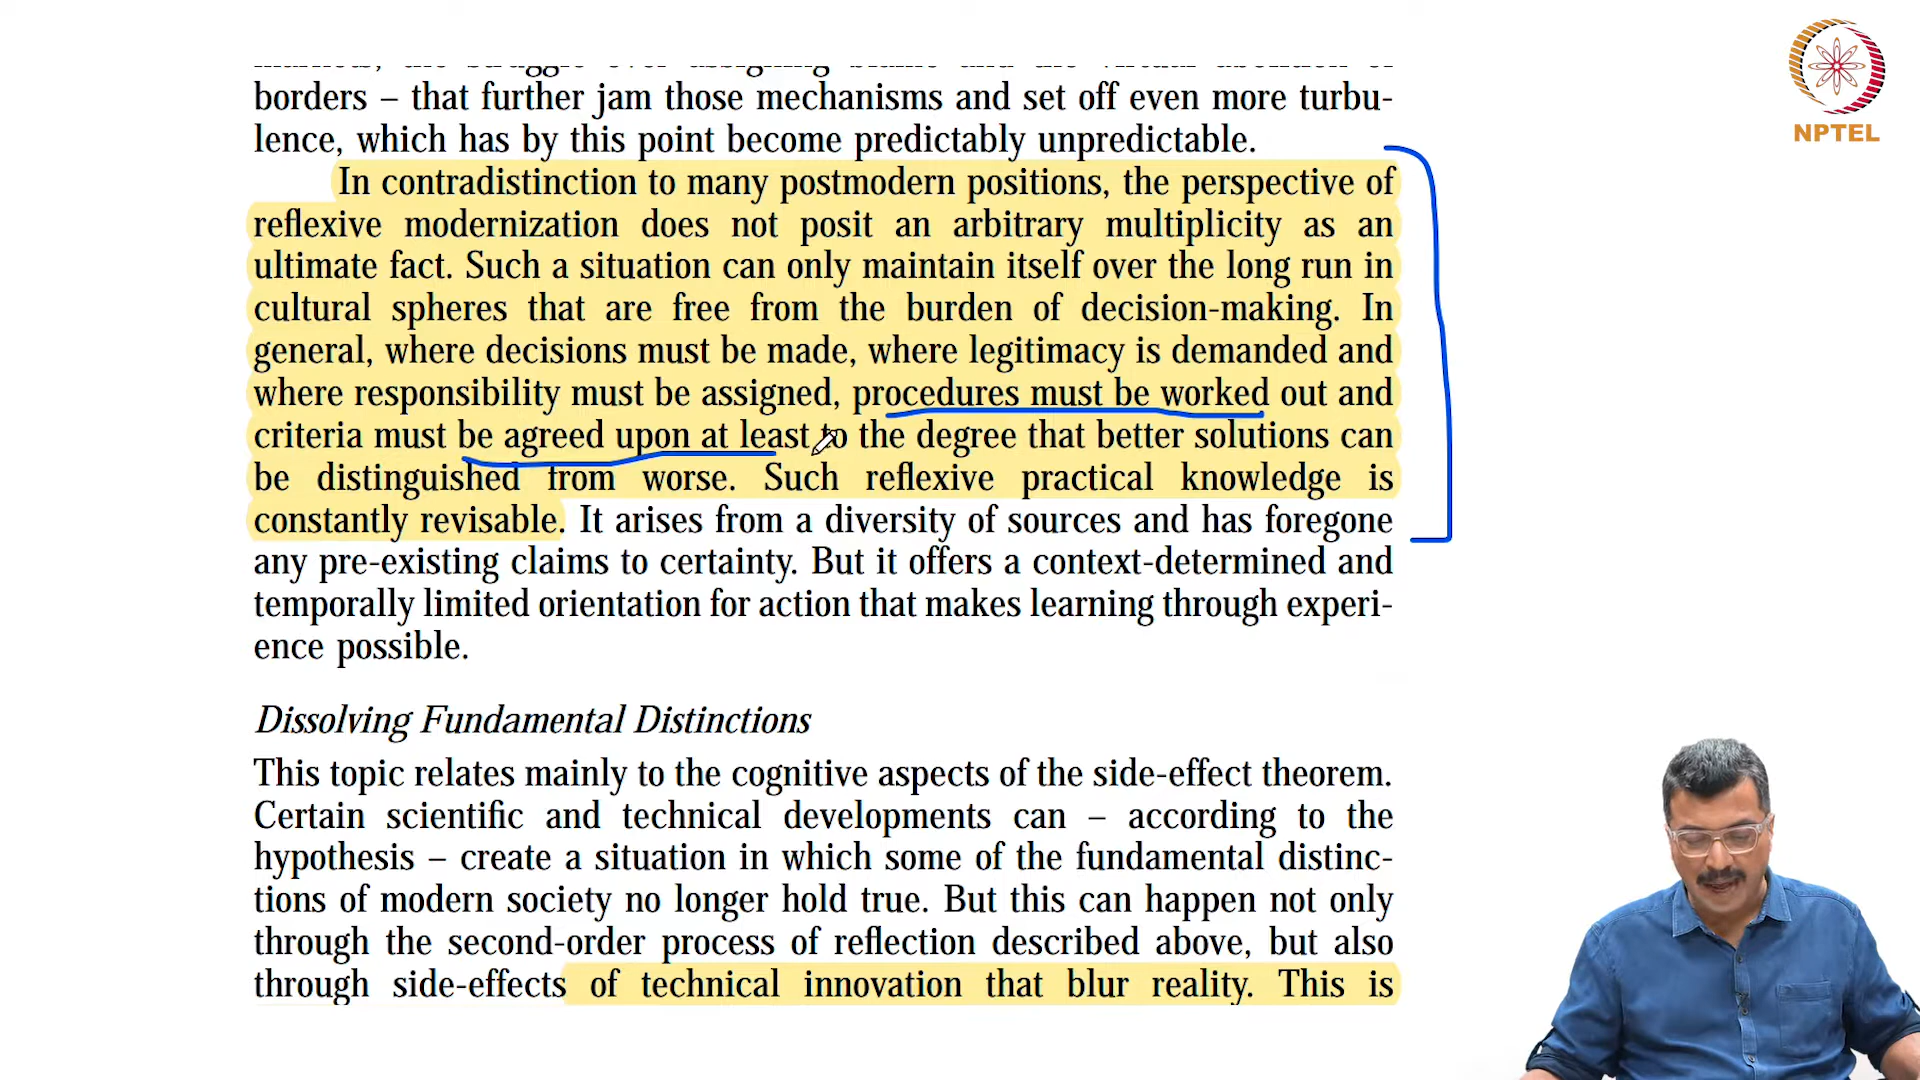 borders – that further jam those mechanisms and set off even more turbu-
lence, which has by this point become predictably unpredictable.
In contradistinction to many postmodern positions, the perspective of
reflexive modernization does not posit an arbitrary multiplicity as an
ultimate fact. Such a situation can only maintain itself over the long run in
cultural spheres that are free from the burden of decision-making. In
general, where decisions must be made, where legitimacy is demanded and
where responsibility must be assigned, procedures must be worked out and
criteria must be agreed upon at least to the degree that better solutions can
be distinguished from worse. Such reflexive practical knowledge is
constantly revisable. It arises from a diversity of sources and has foregone
any pre-existing claims to certainty. But it offers a context-determined and
temporally limited orientation for action that makes learning through experi-
ence possible.
Dissolving Fundamental Distinctions
This topic relates mainly to the cognitive aspects of the side-effect theorem.
Certain scientific and technical developments can – according to the
hypothesis – create a situation in which some of the fundamental distinc-
tions of modern society no longer hold true. But this can happen not only
through the second-order process of reflection described above, but also
through side-effects of technical innovation that blur reality. This is
NPTEL